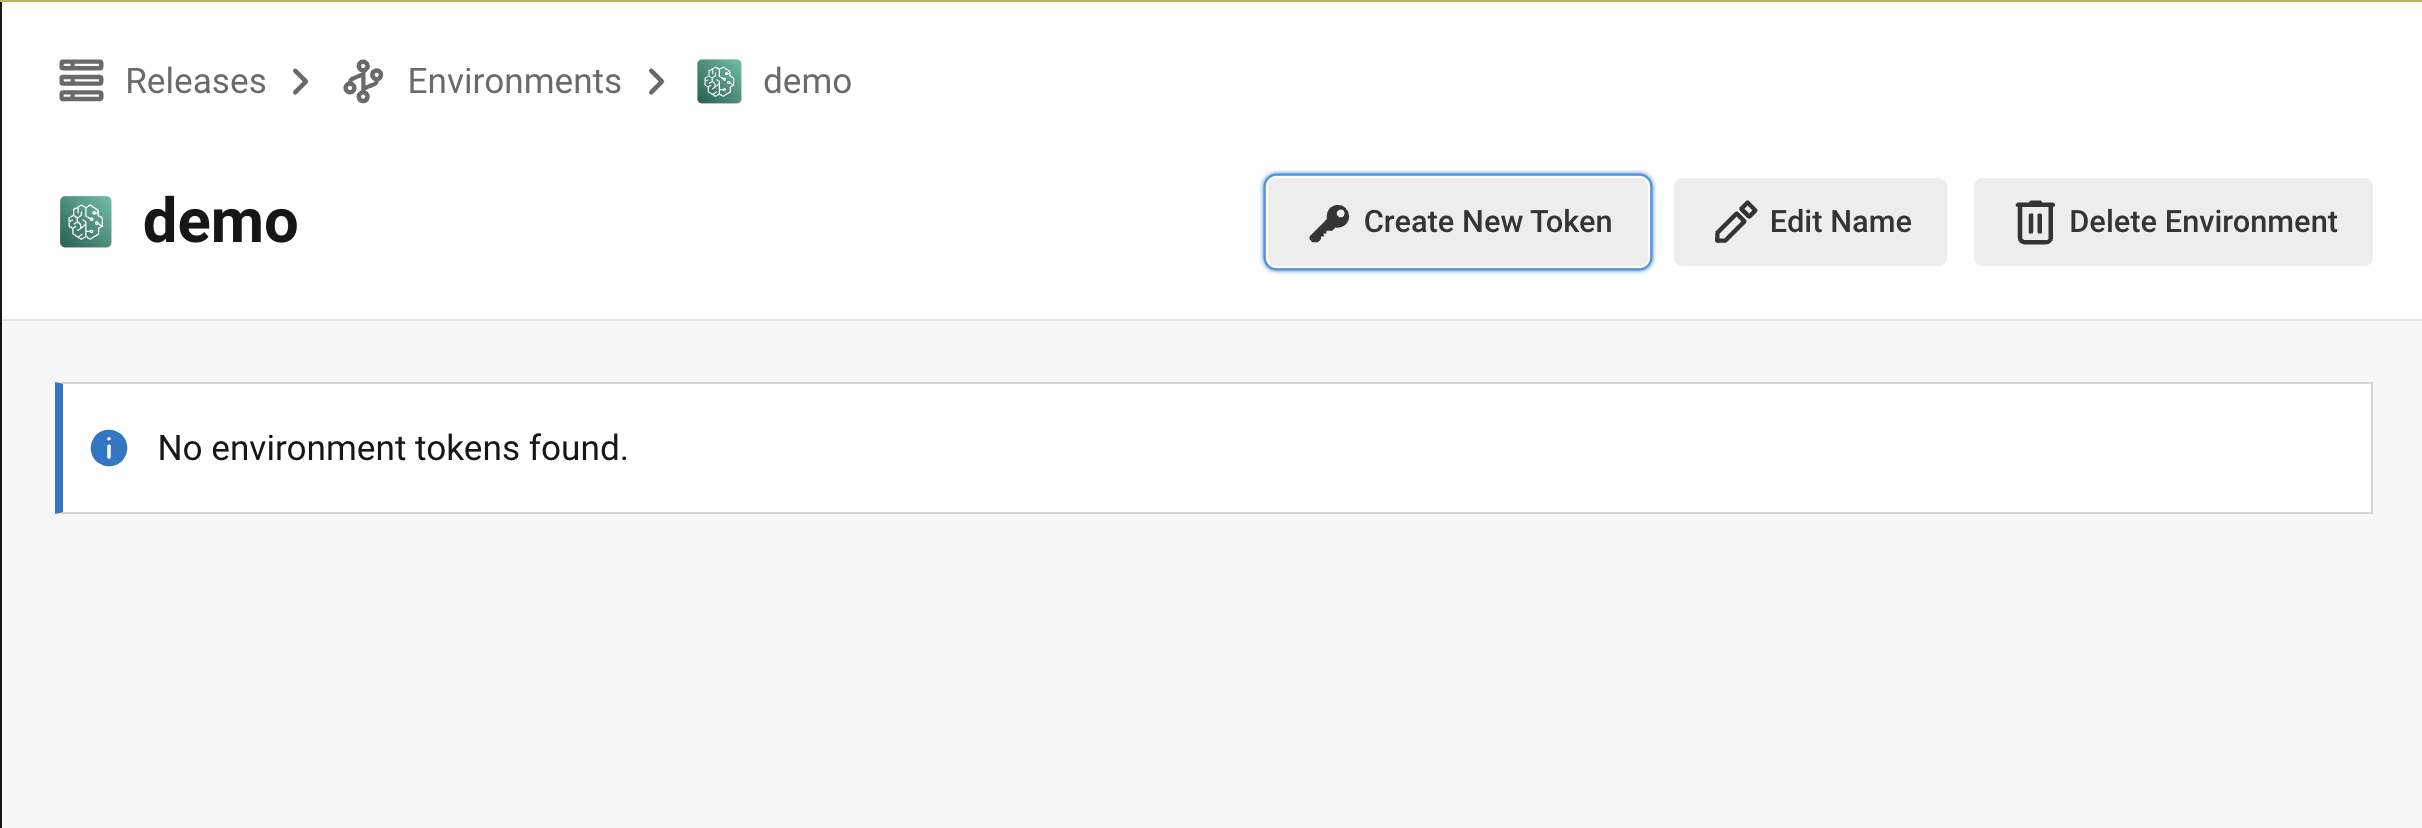 Releases > Environments > demo
demo
Create New Token
Edit Name
Delete Environment
No environment tokens found.